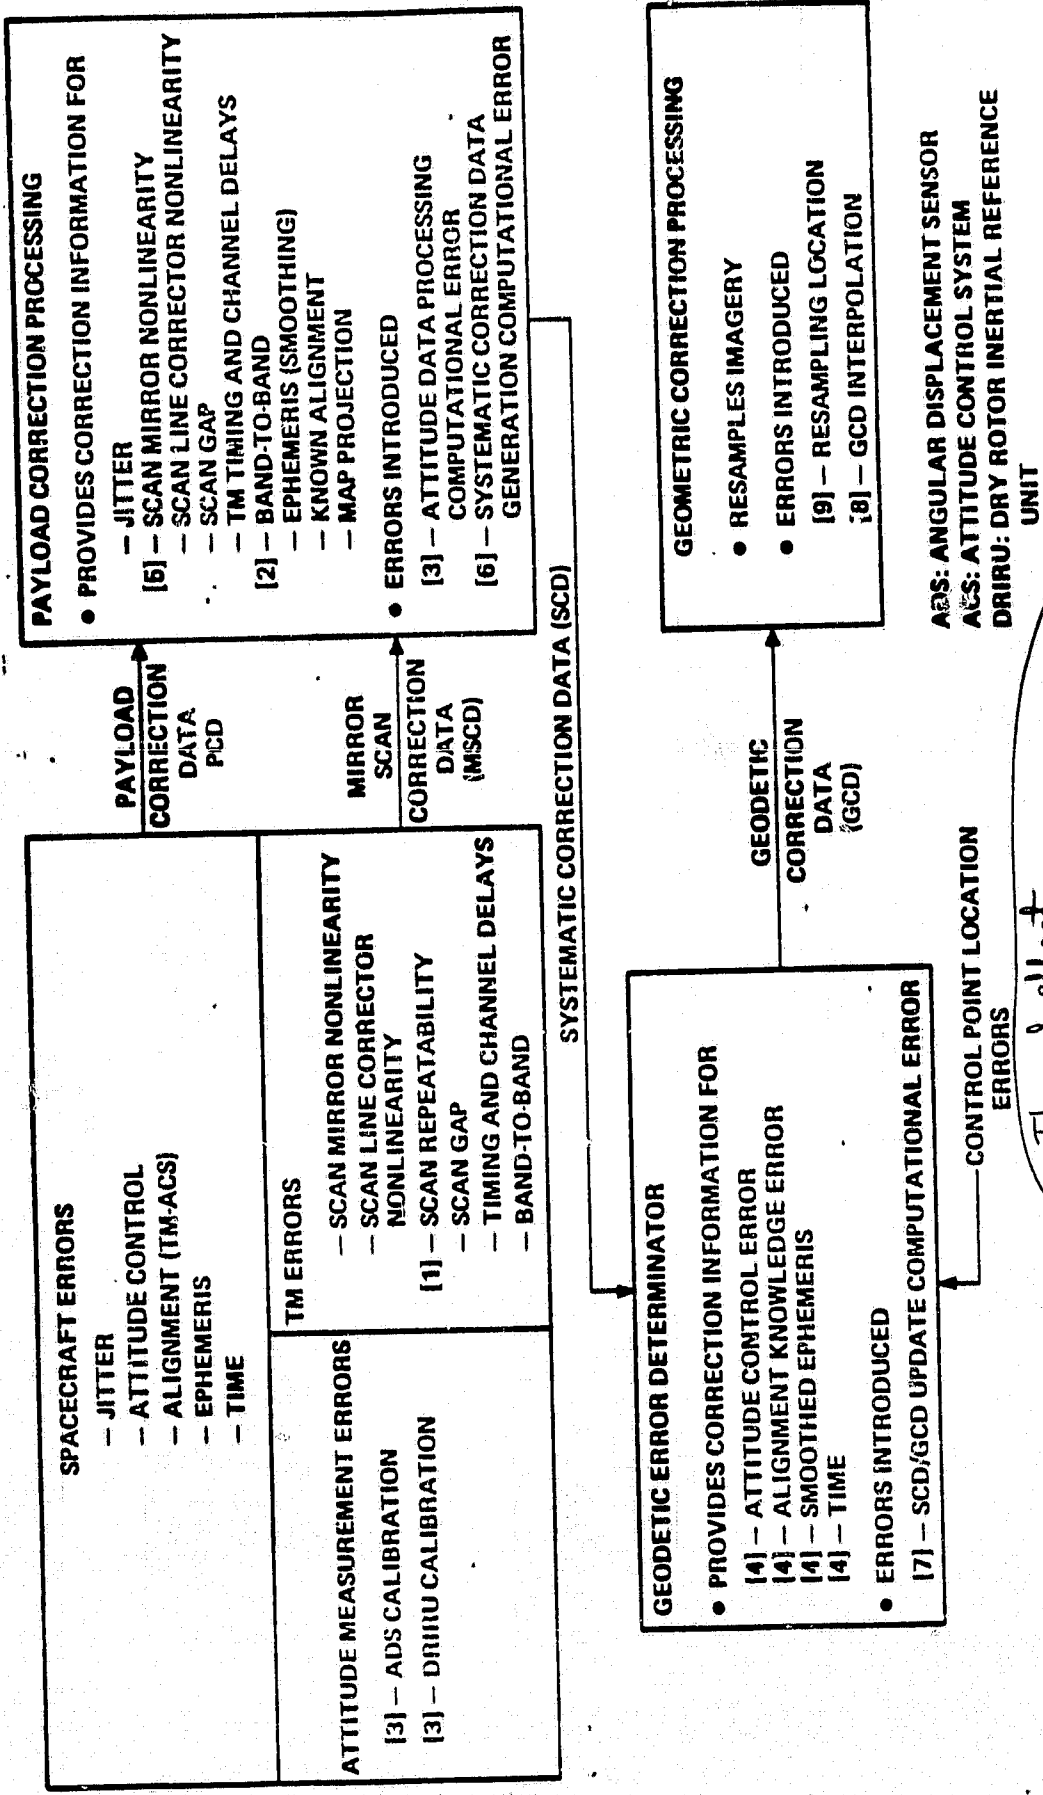 SPACECRAFT ERRORS
– JITTER
– ATTITUDE CONTROL
– ALIGNMENT (TM-ACS)
– EPHEMERIS
– TIME
ATTITUDE MEASUREMENT ERRORS
[3] – ADS CALIBRATION
[3] – DRIRU CALIBRATION
TM ERRORS
– SCAN MIRROR NONLINEARITY
– SCAN LINE CORRECTOR
NONLINEARITY
[1] – SCAN REPEATABILITY
– SCAN GAP
– TIMING AND CHANNEL DELAYS
– BAND-TO-BAND
PAYLOAD
CORRECTION
DATA
PCD
MIRROR
SCAN
CORRECTION
DATA
(MSCD)
PAYLOAD CORRECTION PROCESSING
● PROVIDES CORRECTION INFORMATION FOR
– JITTER
[5] – SCAN MIRROR NONLINEARITY
– SCAN LINE CORRECTOR NONLINEARITY
– SCAN GAP
– TM TIMING AND CHANNEL DELAYS
[2] – BAND-TO-BAND
– EPHEMERIS (SMOOTHING)
– KNOWN ALIGNMENT
– MAP PROJECTION
● ERRORS INTRODUCED
[3] – ATTITUDE DATA PROCESSING
COMPUTATIONAL ERROR
[6] – SYSTEMATIC CORRECTION DATA
GENERATION COMPUTATIONAL ERROR
SYSTEMATIC CORRECTION DATA (SCD)
GEODETIC ERROR DETERMINATOR
● PROVIDES CORRECTION INFORMATION FOR
[4] – ATTITUDE CONTROL ERROR
[4] – ALIGNMENT KNOWLEDGE ERROR
[4] – SMOOTHED EPHEMERIS
[4] – TIME
● ERRORS INTRODUCED
[7] – SCD/GCD UPDATE COMPUTATIONAL ERROR
CONTROL POINT LOCATION
ERRORS
GEODETIC
CORRECTION
DATA
(GCD)
GEOMETRIC CORRECTION PROCESSING
● RESAMPLES IMAGERY
● ERRORS INTRODUCED
[9] – RESAMPLING LOCATION
[8] – GCD INTERPOLATION
ADS: ANGULAR DISPLACEMENT SENSOR
ACS: ATTITUDE CONTROL SYSTEM
DRIRU: DRY ROTOR INERTIAL REFERENCE
UNIT